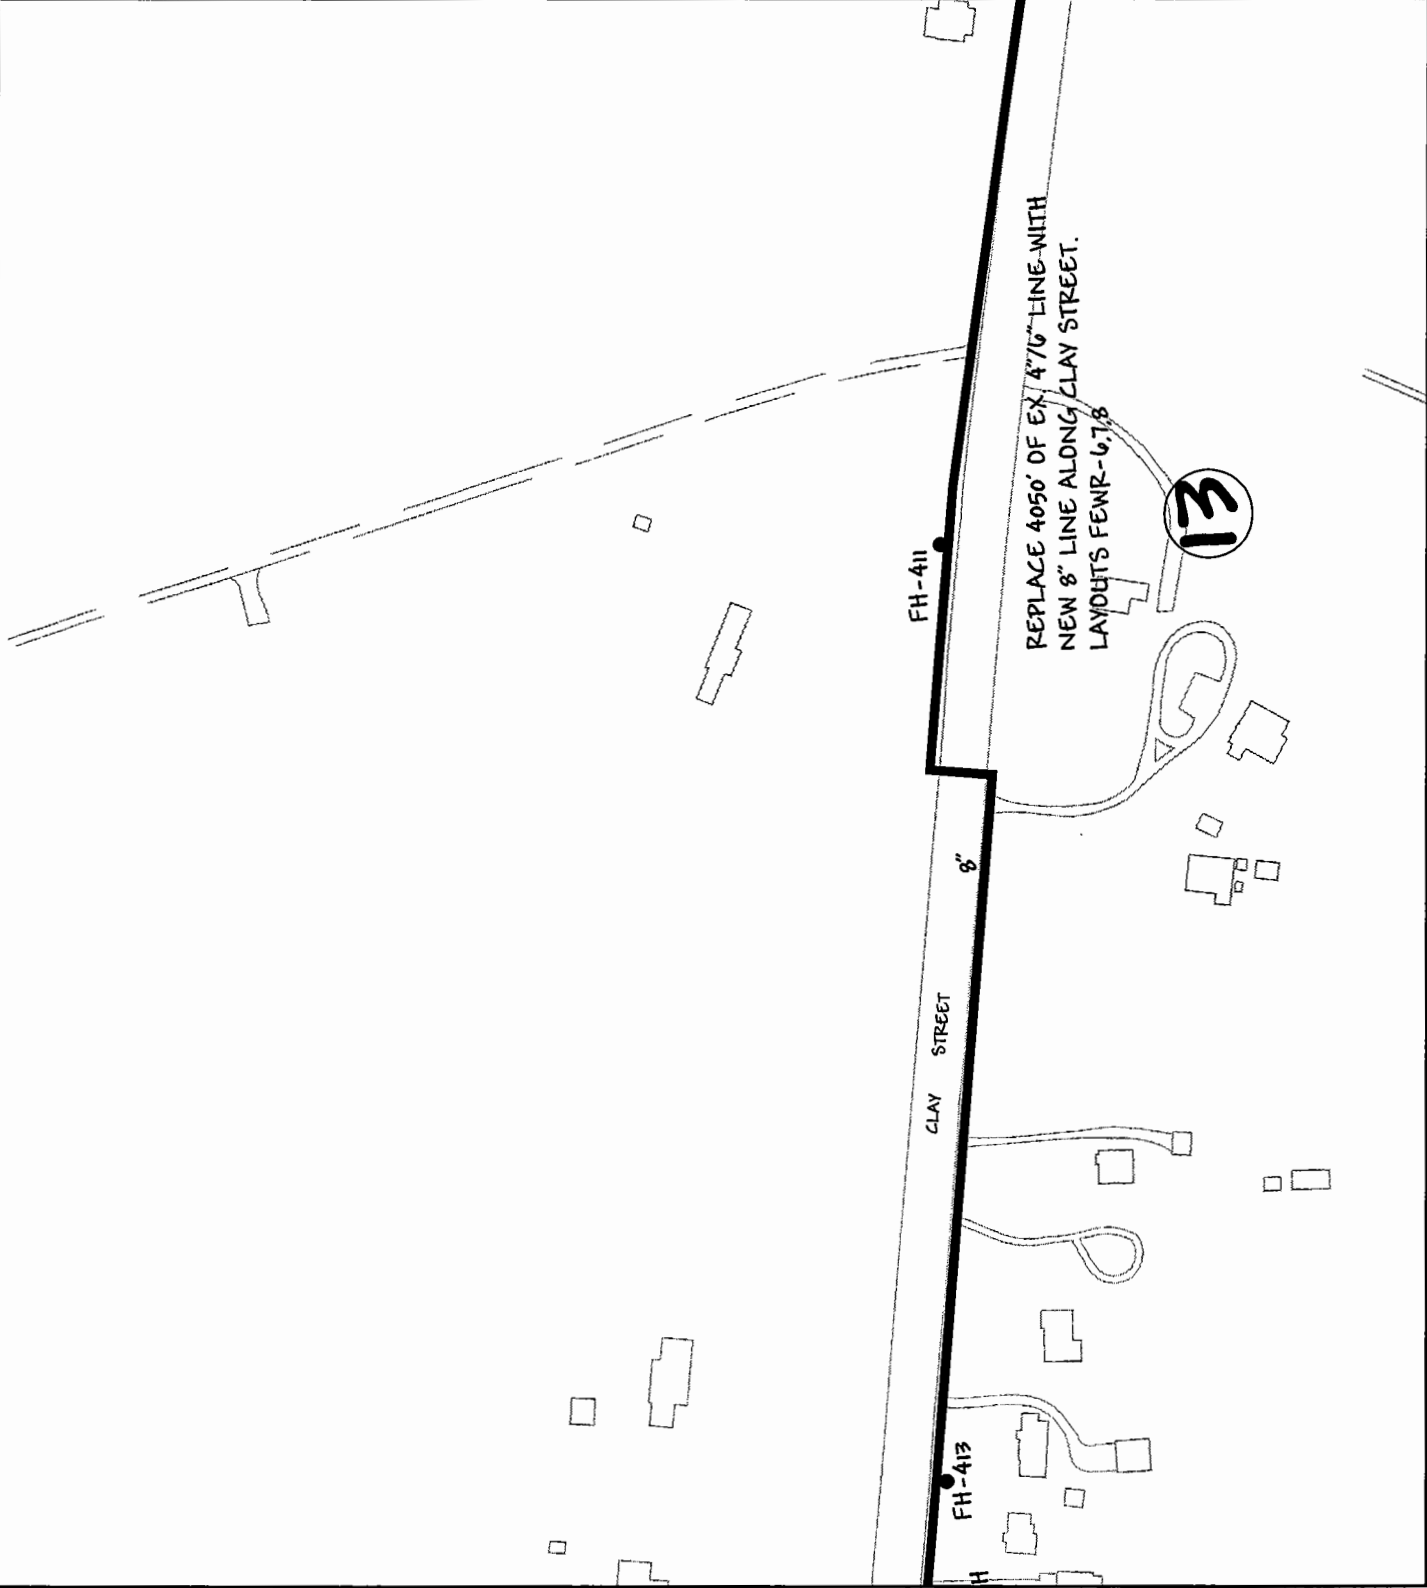 REPLACE 4050' OF EX. 4"/6" LINE WITH
NEW 8" LINE ALONG CLAY STREET.
LAYOUTS FEWR-6,7,8
13
FH-411
8"
CLAY STREET
FH-413
H